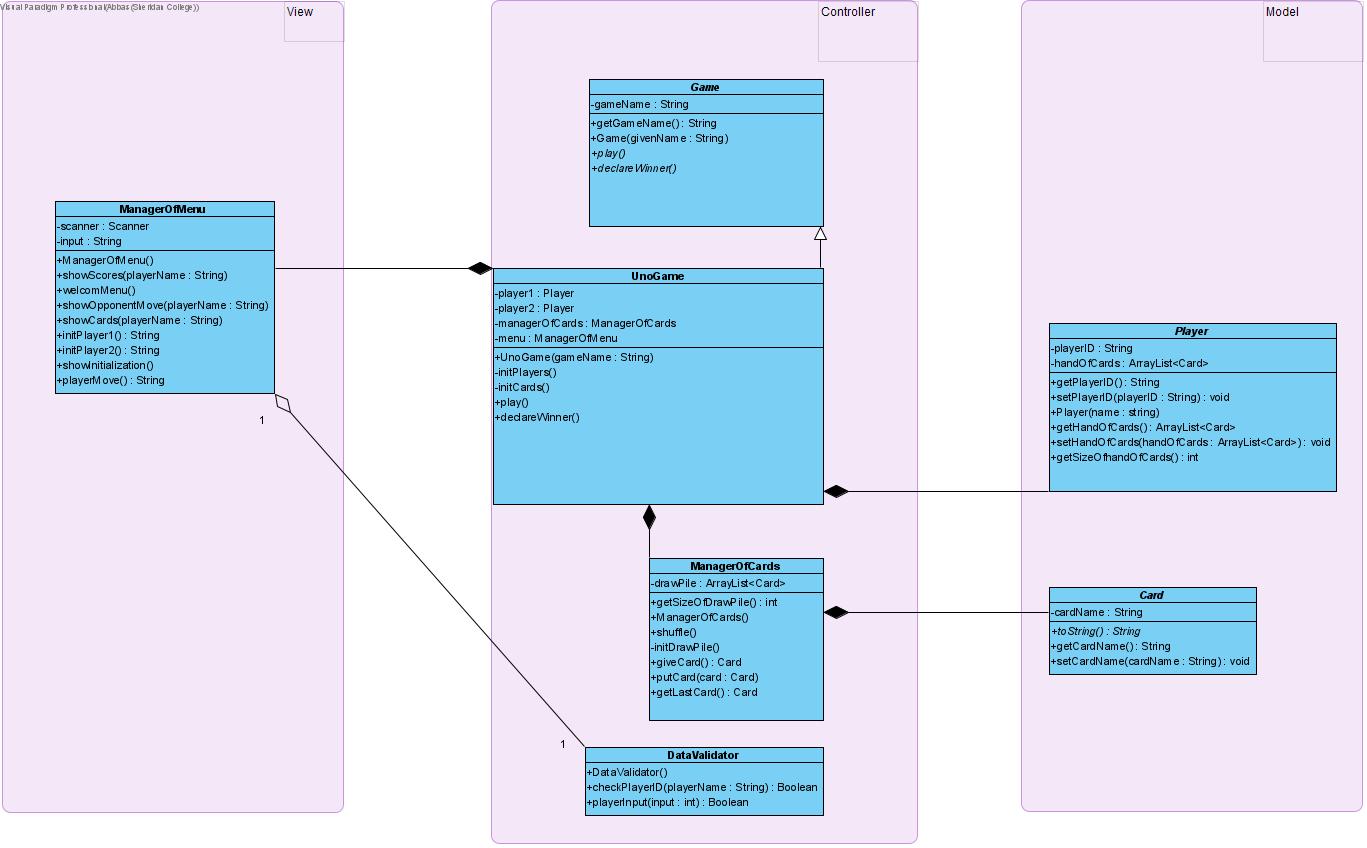 Visual Paradigm Professional(Abbas(Sheridan College))
View
ManagerOfMenu
-scanner : Scanner
-input : String
+ManagerOfMenu()
+showScores(playerName : String)
+welcomMenu()
+showOpponentMove(playerName : String)
+showCards(playerName : String)
+initPlayer1() : String
+initPlayer2() : String
+showInitialization()
+playerMove() : String
1
Controller
Game
-gameName : String
+getGameName() : String
+Game(givenName : String)
+play()
+declareWinner()
UnoGame
-player1 : Player
-player2 : Player
-managerOfCards : ManagerOfCards
-menu : ManagerOfMenu
+UnoGame(gameName : String)
-initPlayers()
-initCards()
+play()
+declareWinner()
ManagerOfCards
-drawPile : ArrayList<Card>
+getSizeOfDrawPile() : int
+ManagerOfCards()
+shuffle()
-initDrawPile()
+giveCard() : Card
+putCard(card : Card)
+getLastCard() : Card
1
DataValidator
+DataValidator()
+checkPlayerID(playerName : String) : Boolean
+playerInput(input : int) : Boolean
Model
Player
-playerID : String
-handOfCards : ArrayList<Card>
+getPlayerID() : String
+setPlayerID(playerID : String) : void
+Player(name : string)
+getHandOfCards() : ArrayList<Card>
+setHandOfCards(handOfCards : ArrayList<Card>) : void
+getSizeOfhandOfCards() : int
Card
-cardName : String
+toString() : String
+getCardName() : String
+setCardName(cardName : String) : void